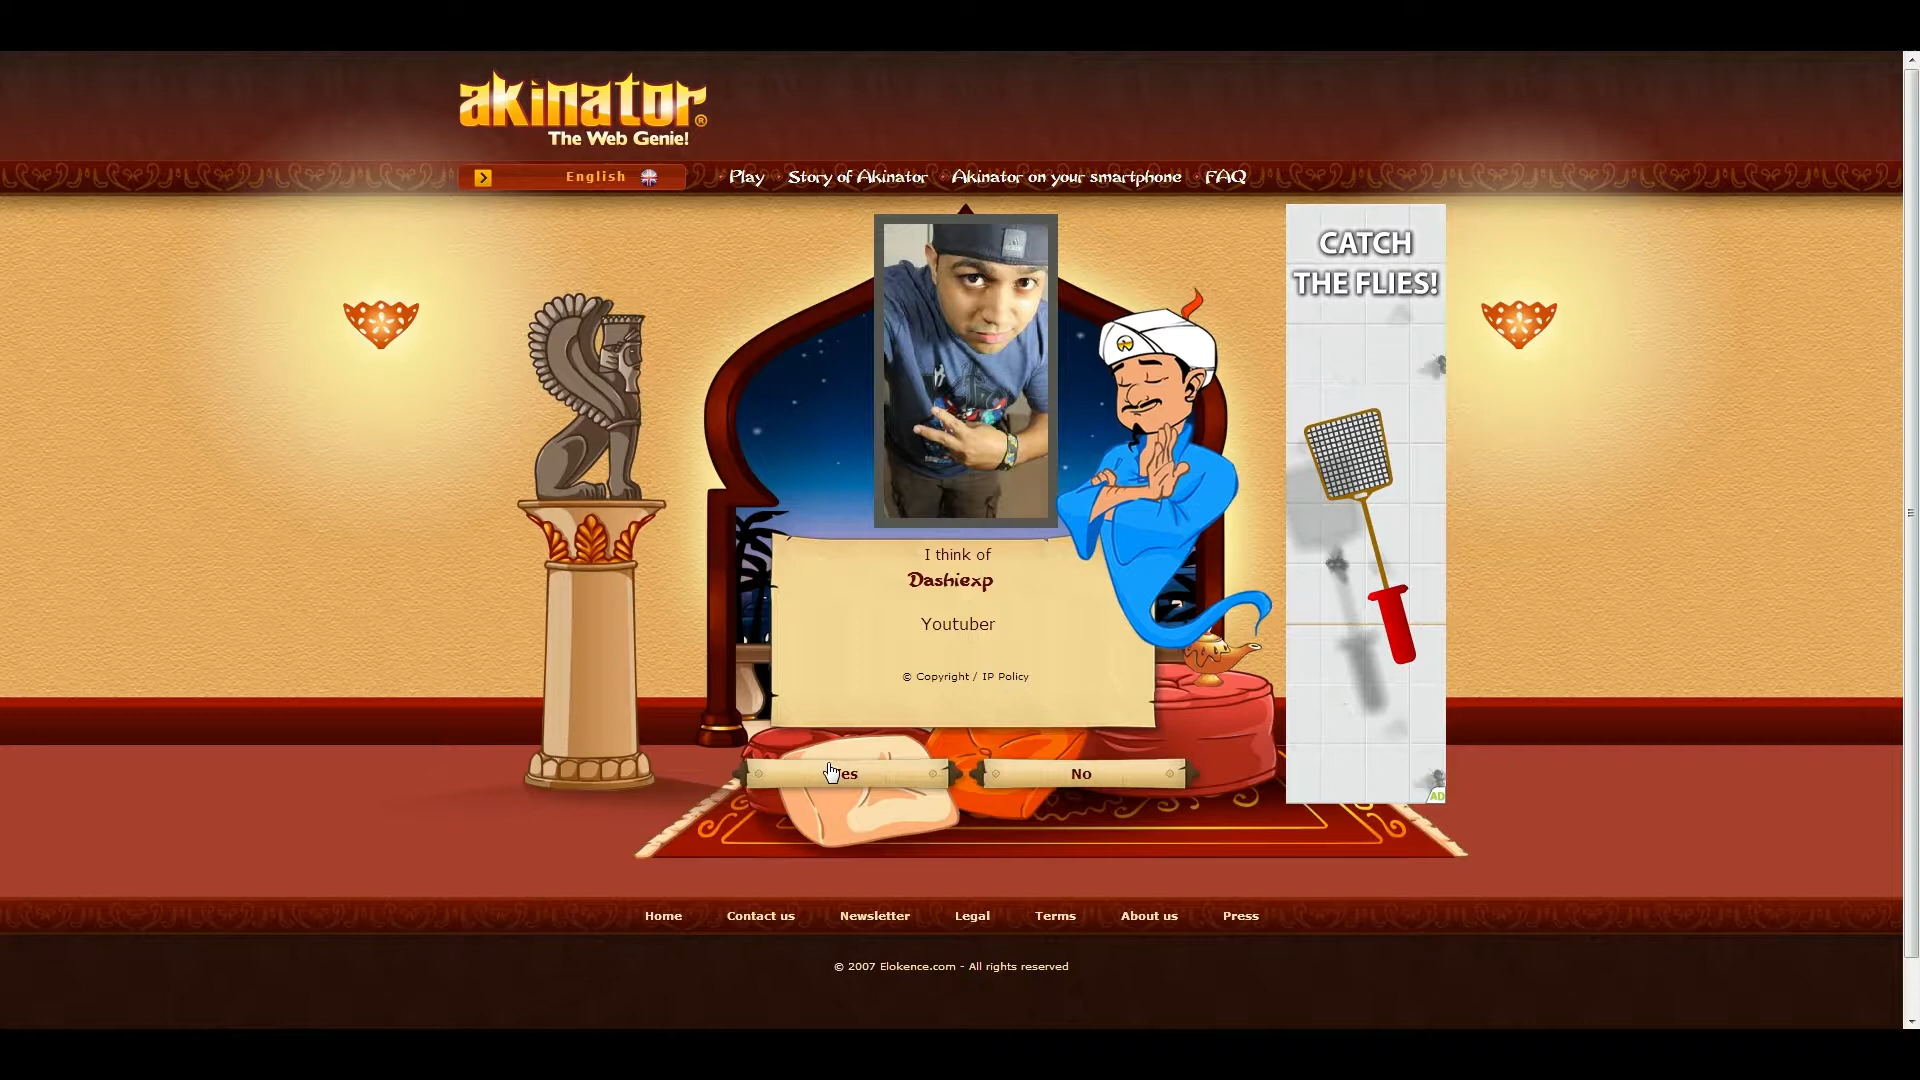 akinator®
The Web Genie!
English
Play
Story of Akinator
Akinator on your smartphone
FAQ
CATCH
THE FLIES!
I think of
Dashiexp
Youtuber
© Copyright / IP Policy
No
AD
Home
Contact us
Newsletter
Legal
Terms
About us
Press
© 2007 Elokence.com - All rights reserved